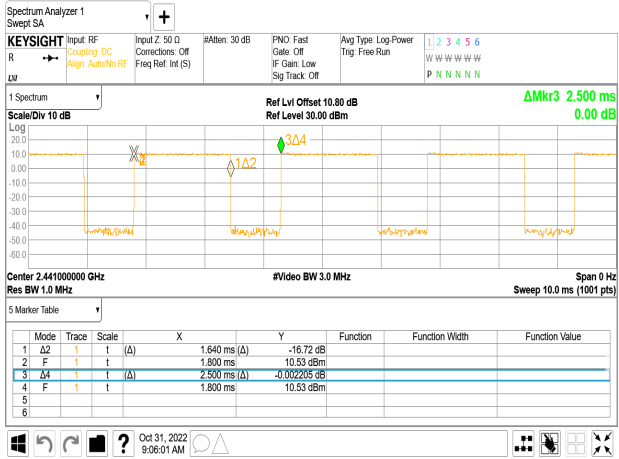 Spectrum Analyzer 1
Swept SA
KEYSIGHT
R
LXI
Input: RF
Coupling: DC
Align: Auto/No RF
Input Z: 50 Ω
Corrections: Off
Freq Ref: Int (S)
#Atten: 30 dB
PNO: Fast
Gate: Off
IF Gain: Low
Sig Track: Off
Avg Type: Log-Power
Trig: Free Run
1 2 3 4 5 6
W W W W W W
P N N N N N
1 Spectrum
Scale/Div 10 dB
Ref Lvl Offset 10.80 dB
Ref Level 30.00 dBm
ΔMkr3 2.500 ms
0.00 dB
Log
20.0
10.0
0.00
-10.0
-20.0
-30.0
-40.0
-50.0
-60.0
3Δ4
1Δ2
Center 2.441000000 GHz
Res BW 1.0 MHz
#Video BW 3.0 MHz
Span 0 Hz
Sweep 10.0 ms (1001 pts)
5 Marker Table
Mode Trace Scale X Y Function Function Width Function Value
1 Δ2 1 t (Δ) 1.640 ms (Δ) -16.72 dB
2 F 1 t 1.800 ms 10.53 dBm
3 Δ4 1 t (Δ) 2.500 ms (Δ) -0.002205 dB
4 F 1 t 1.800 ms 10.53 dBm
5
6
?
Oct 31, 2022
9:06:01 AM